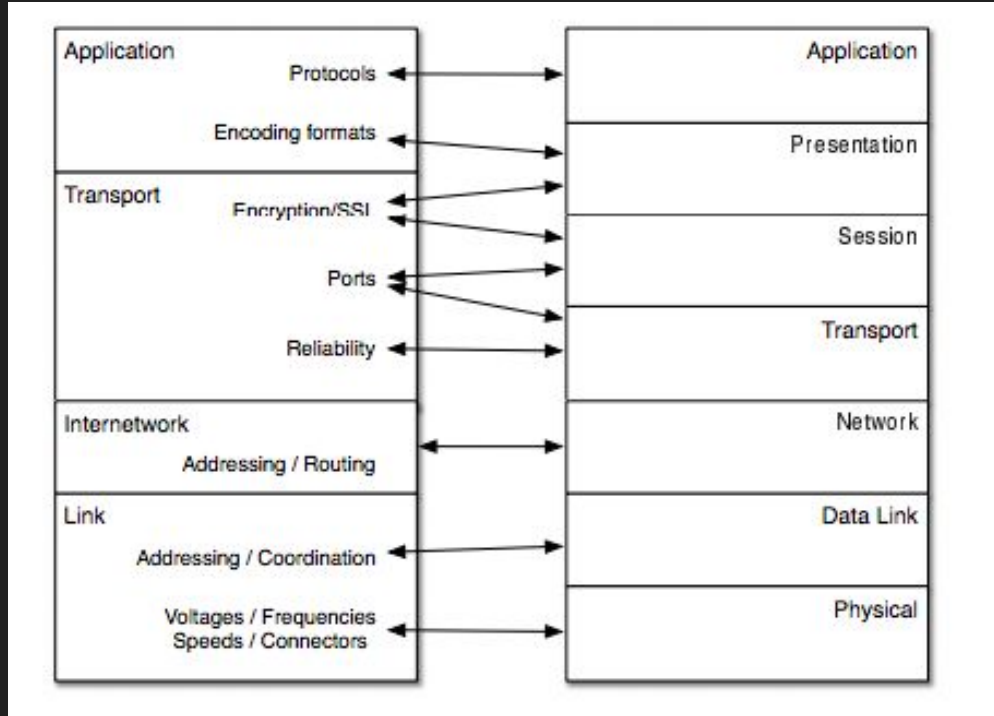 Application
Protocols
Encoding formats
Transport
Encryption/SSL
Ports
Reliability
Internetwork
Addressing / Routing
Link
Addressing / Coordination
Voltages / Frequencies
Speeds / Connectors
Application
Presentation
Session
Transport
Network
Data Link
Physical